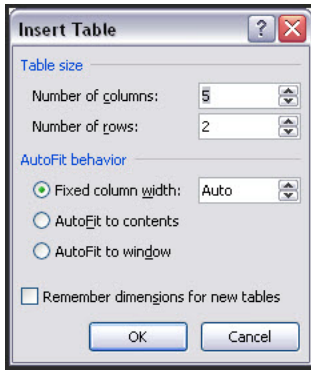 Insert Table
Table size
Number of columns: 5
Number of rows: 2
AutoFit behavior
Fixed column width: Auto
AutoFit to contents
AutoFit to window
Remember dimensions for new tables
OK Cancel